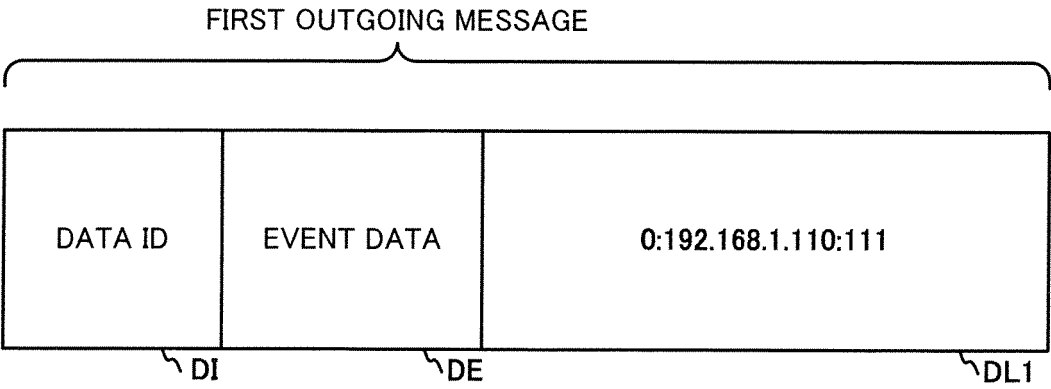 FIRST OUTGOING MESSAGE
DATA ID
EVENT DATA
0:192.168.1.110:111
DI
DE
DL1